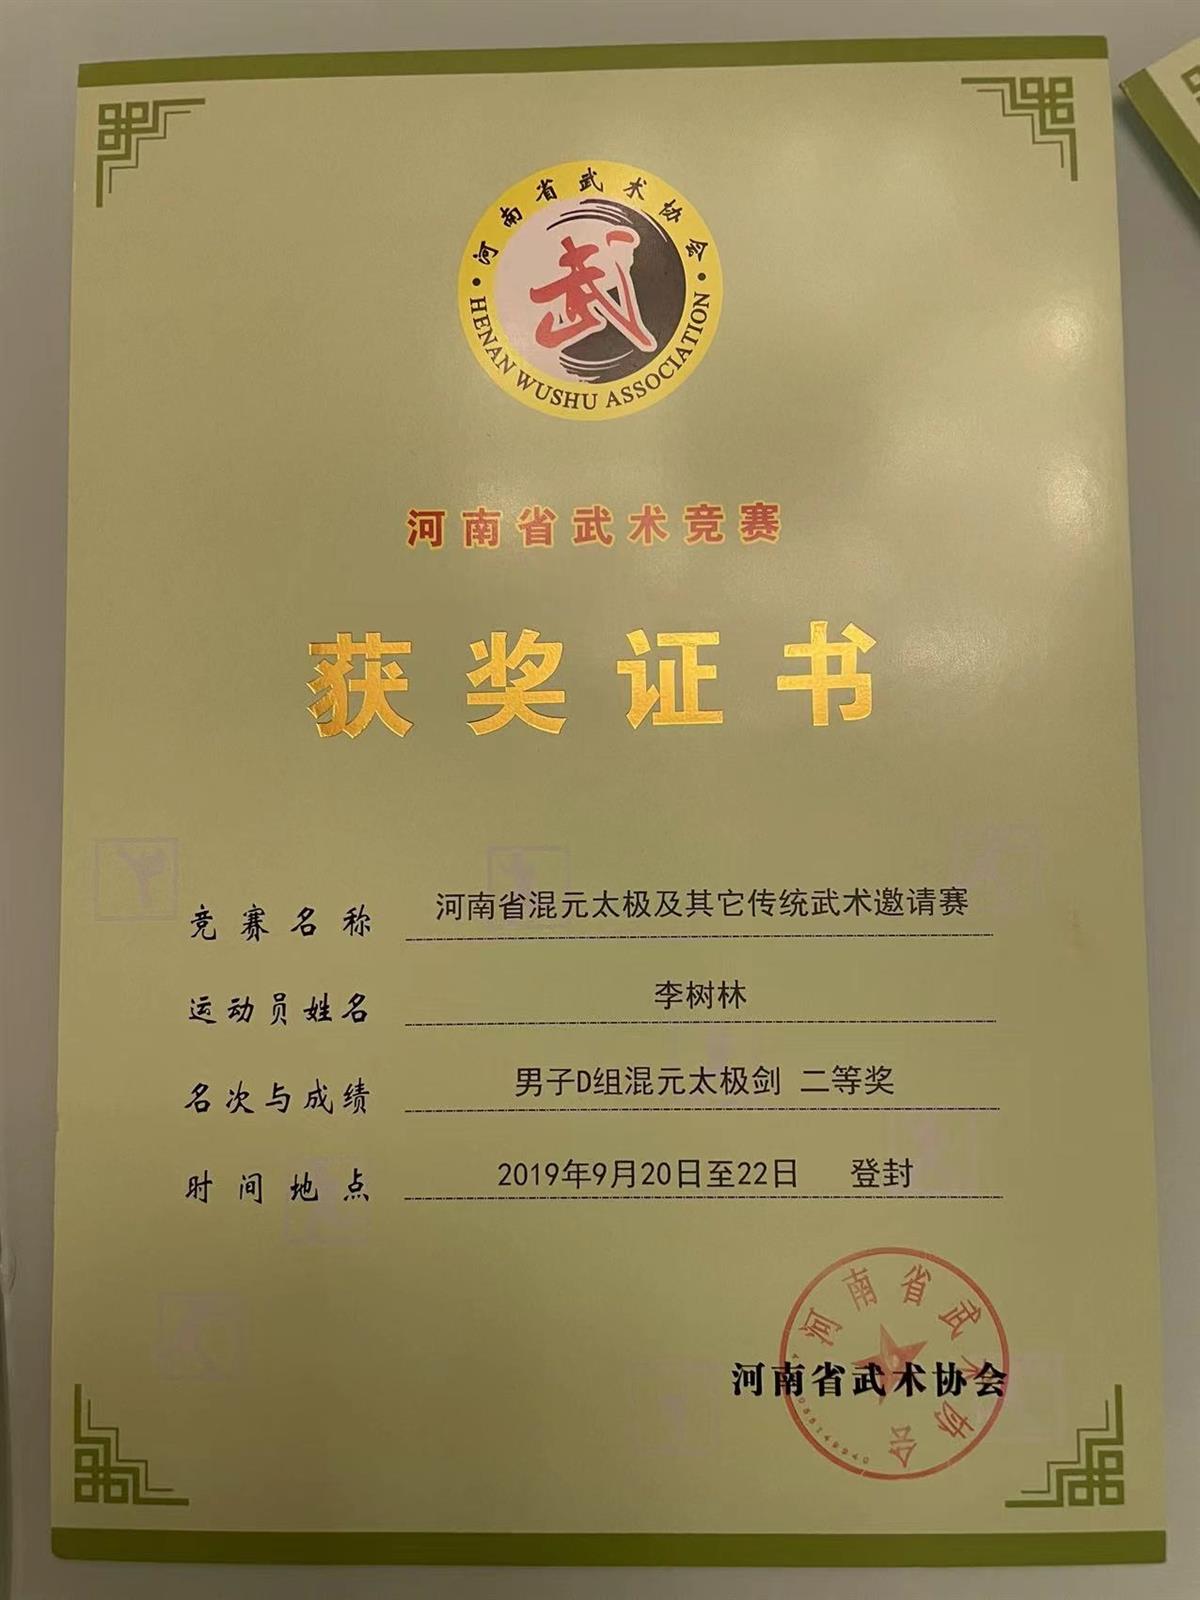 河南省武术协会
HENAN WUSHU ASSOCIATION
武
河南省武术竞赛
获奖证书
竞赛名称 河南省混元太极及其它传统武术邀请赛
运动员姓名 李树林
名次与成绩 男子D组混元太极剑 二等奖
时间地点 2019年9月20日至22日 登封
河南省武术协会
河南省武术协会